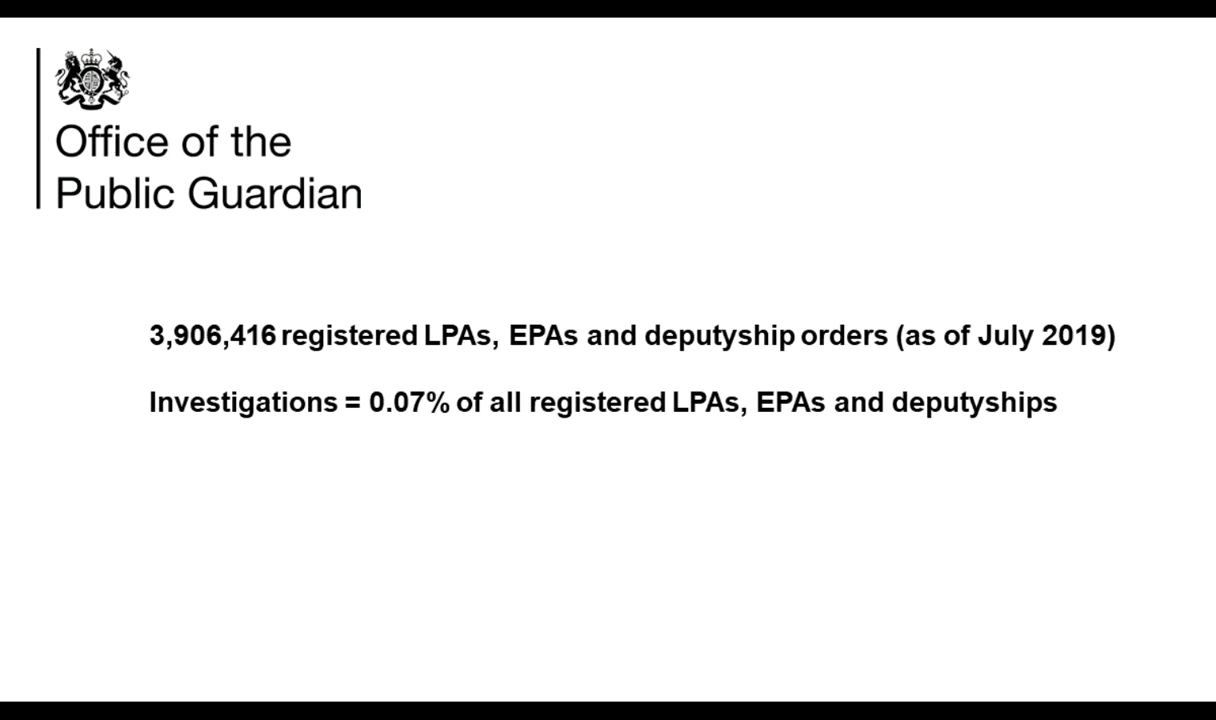 Office of the
Public Guardian
3,906,416 registered LPAs, EPAs and deputyship orders (as of July 2019)
Investigations = 0.07% of all registered LPAs, EPAs and deputyships